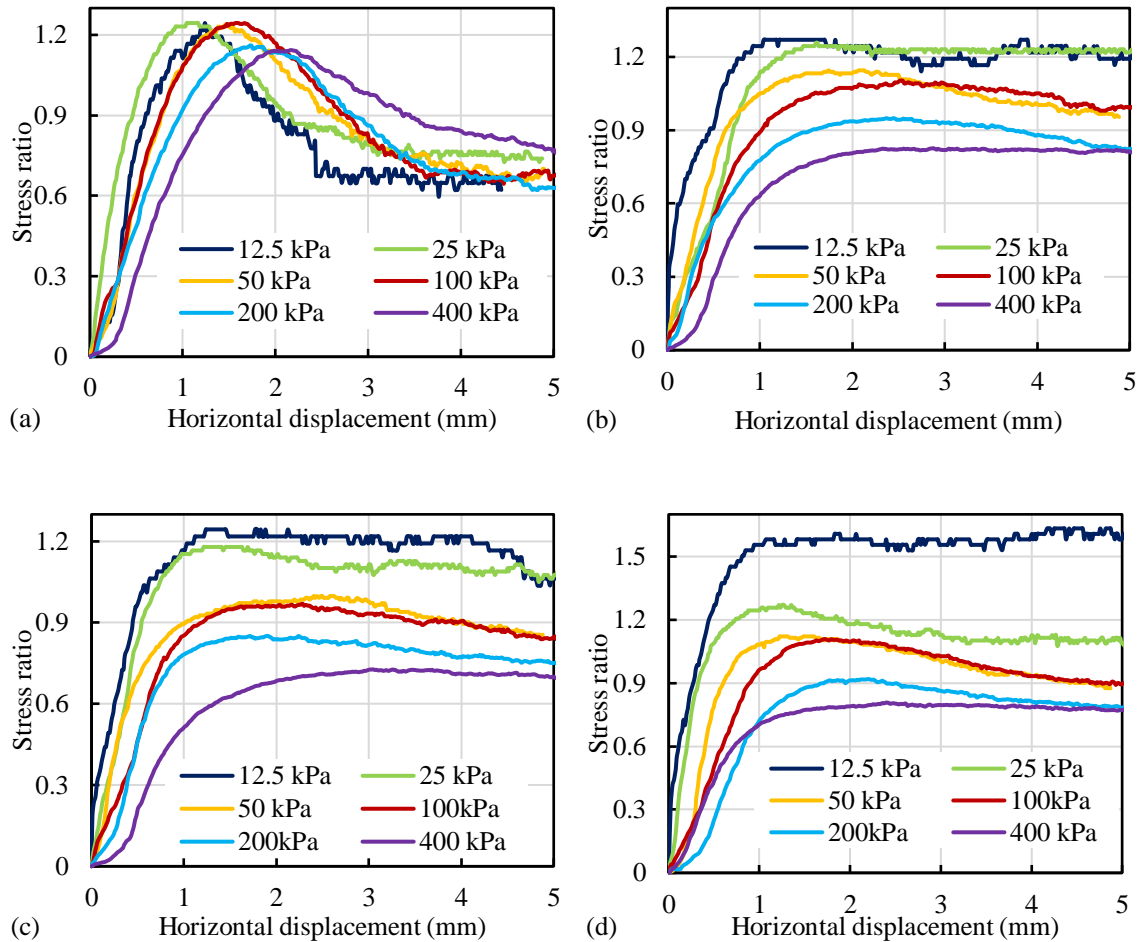 1.2
0.9
0.6
0.3
0
Stress ratio
12.5 kPa 25 kPa
50 kPa 100 kPa
200 kPa 400 kPa
0 1 2 3 4 5
(a) Horizontal displacement (mm)
1.2
0.9
0.6
0.3
0
Stress ratio
12.5 kPa 25 kPa
50 kPa 100 kPa
200 kPa 400 kPa
0 1 2 3 4 5
(b) Horizontal displacement (mm)
1.2
0.9
0.6
0.3
0
Stress ratio
12.5 kPa 25 kPa
50 kPa 100kPa
200kPa 400 kPa
0 1 2 3 4 5
(c) Horizontal displacement (mm)
1.5
1.2
0.9
0.6
0.3
0
Stress ratio
12.5 kPa 25 kPa
50 kPa 100kPa
200kPa 400 kPa
0 1 2 3 4 5
(d) Horizontal displacement (mm)